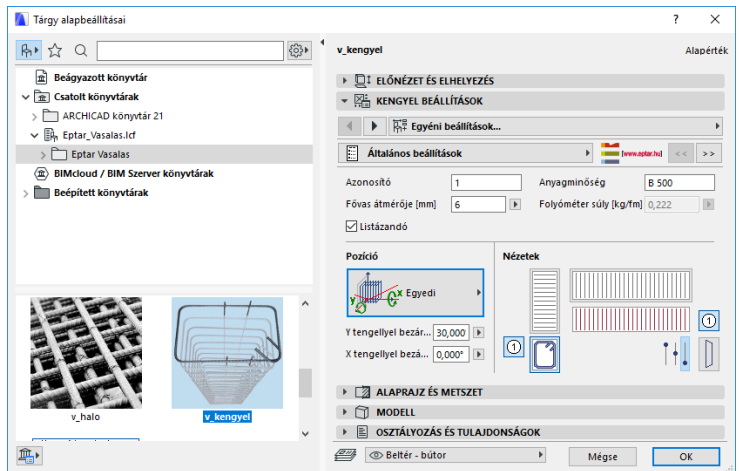 Tárgy alapbeállításai
? ×
v_kengyel Alapérték
Beágyazott könyvtár
Csatolt könyvtárak
ARCHICAD könyvtár 21
Eptar_Vasalas.lcf
Eptar Vasalas
BIMcloud / BIM Szerver könyvtárak
Beépített könyvtárak
v_halo
v_kengyel
ELŐNÉZET ÉS ELHELYEZÉS
KENGYEL BEÁLLÍTÁSOK
Egyéni beállítások...
Általános beállítások [www.eptar.hu] << >>
Azonosító 1 Anyagminőség B 500
Fővas átmérője [mm] 6 Folyóméter súly [kg/fm] 0,222
Listázandó
Pozíció Nézetek
y x Egyedi
Y tengellyel bezár... 30,000
X tengellyel bezá... 0,000°
1
1
ALAPRAJZ ÉS METSZET
MODELL
OSZTÁLYOZÁS ÉS TULAJDONSÁGOK
Beltér - bútor Mégse OK